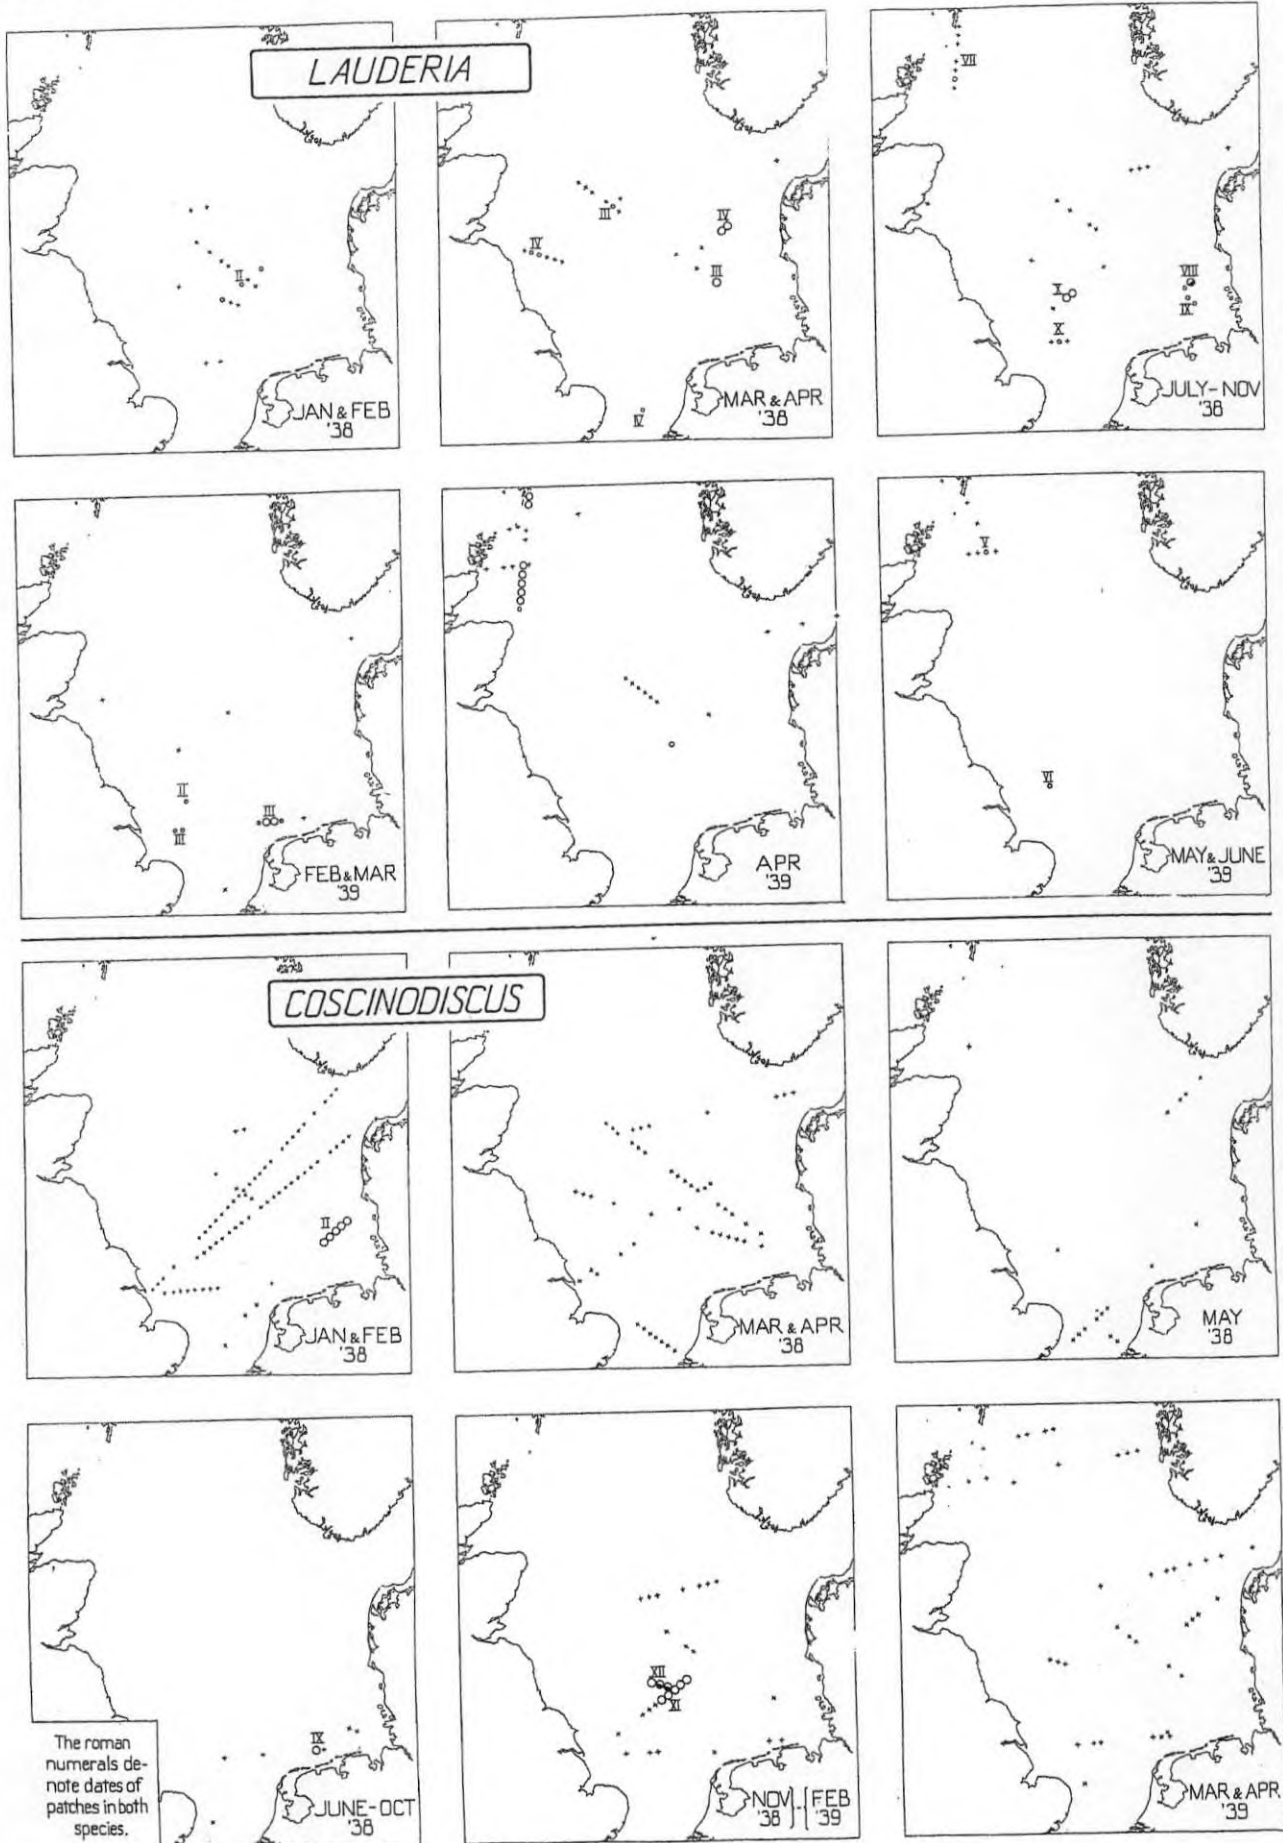 LAUDERIA
VII
II
III
IV
IV
III
IV
X
X
VIII
IX
JAN & FEB
'38
MAR & APR
'38
JULY-NOV
'38
V
II
III
III
VI
FEB & MAR
'39
APR
'39
MAY & JUNE
'39
COSCINODISCUS
II
JAN & FEB
'38
MAR & APR
'38
MAY
'38
XII
XI
IX
The roman
numerals de-
note dates of
patches in both
species.
JUNE-OCT
'38
NOV } - { FEB
'38 } - { '39
MAR & APR
'39